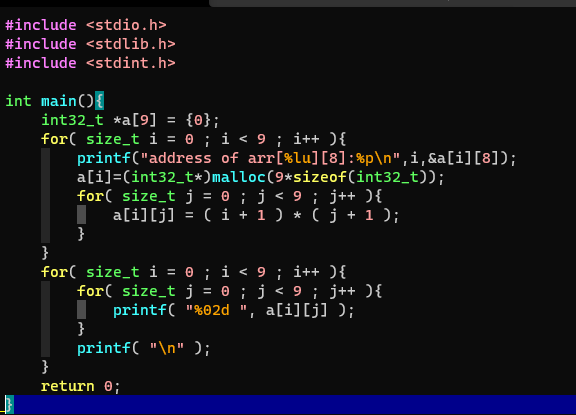 #include <stdio.h>
#include <stdlib.h>
#include <stdint.h>

int main(){
    int32_t *a[9] = {0};
    for( size_t i = 0 ; i < 9 ; i++ ){
        printf("address of arr[%lu][8]:%p\n",i,&a[i][8]);
        a[i]=(int32_t*)malloc(9*sizeof(int32_t));
        for( size_t j = 0 ; j < 9 ; j++ ){
            a[i][j] = ( i + 1 ) * ( j + 1 );
        }
    }
    for( size_t i = 0 ; i < 9 ; i++ ){
        for( size_t j = 0 ; j < 9 ; j++ ){
            printf( "%02d ", a[i][j] );
        }
        printf( "\n" );
    }
    return 0;
}